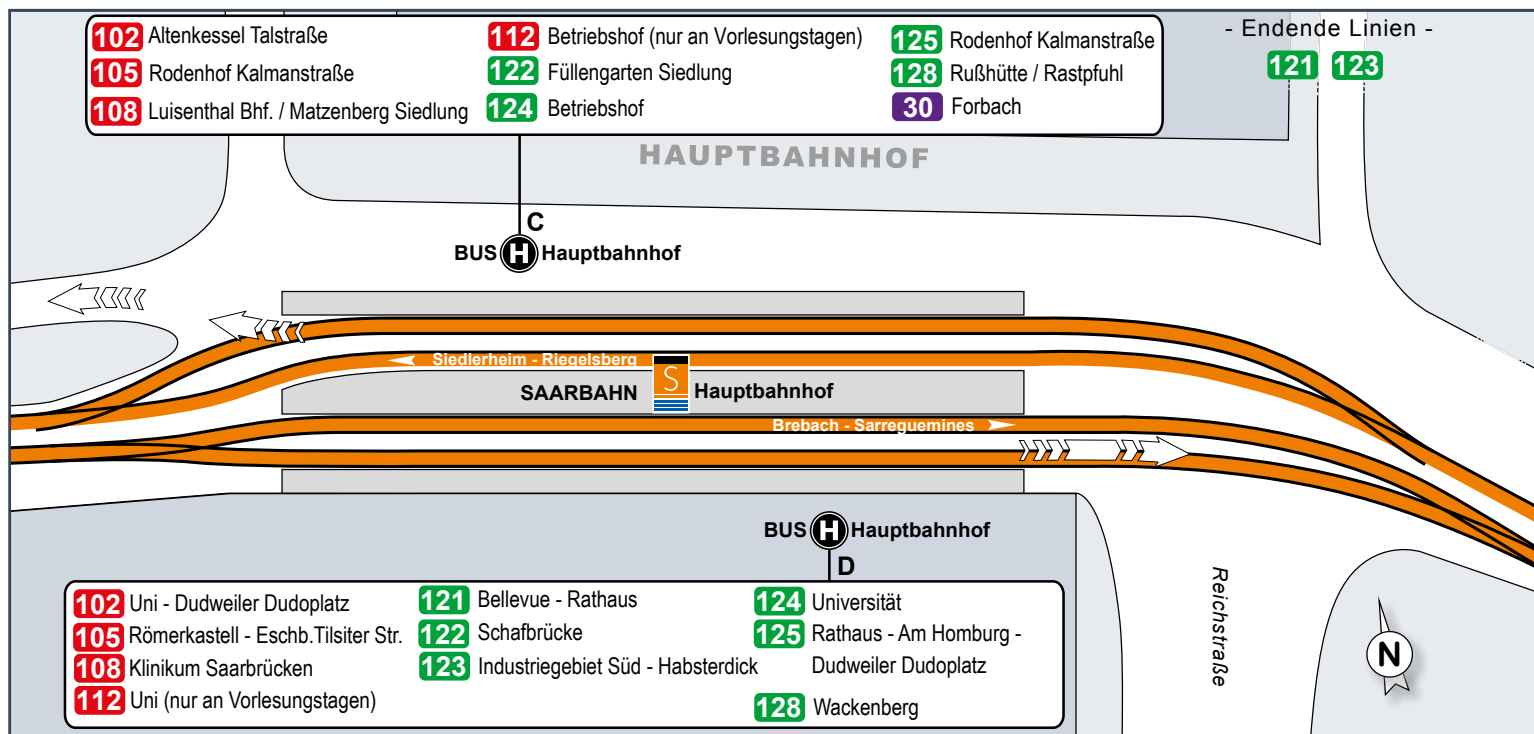 102 Altenkessel Talstraße
105 Rodenhof Kalmanstraße
108 Luisenthal Bhf. / Matzenberg Siedlung
112 Betriebshof (nur an Vorlesungstagen)
122 Füllengarten Siedlung
124 Betriebshof
125 Rodenhof Kalmanstraße
128 Rußhütte / Rastpfuhl
30 Forbach
- Endende Linien -
121 123
HAUPTBAHNHOF
C
BUS H Hauptbahnhof
Siedlerheim - Riegelsberg
SAARBAHN S Hauptbahnhof
Brebach - Sarreguemines
BUS H Hauptbahnhof
D
102 Uni - Dudweiler Dudoplatz
105 Römerkastell - Eschb.Tilsiter Str.
108 Klinikum Saarbrücken
112 Uni (nur an Vorlesungstagen)
121 Bellevue - Rathaus
122 Schafbrücke
123 Industriegebiet Süd - Habsterdick
124 Universität
125 Rathaus - Am Homburg -
Dudweiler Dudoplatz
128 Wackenberg
Reichstraße
N